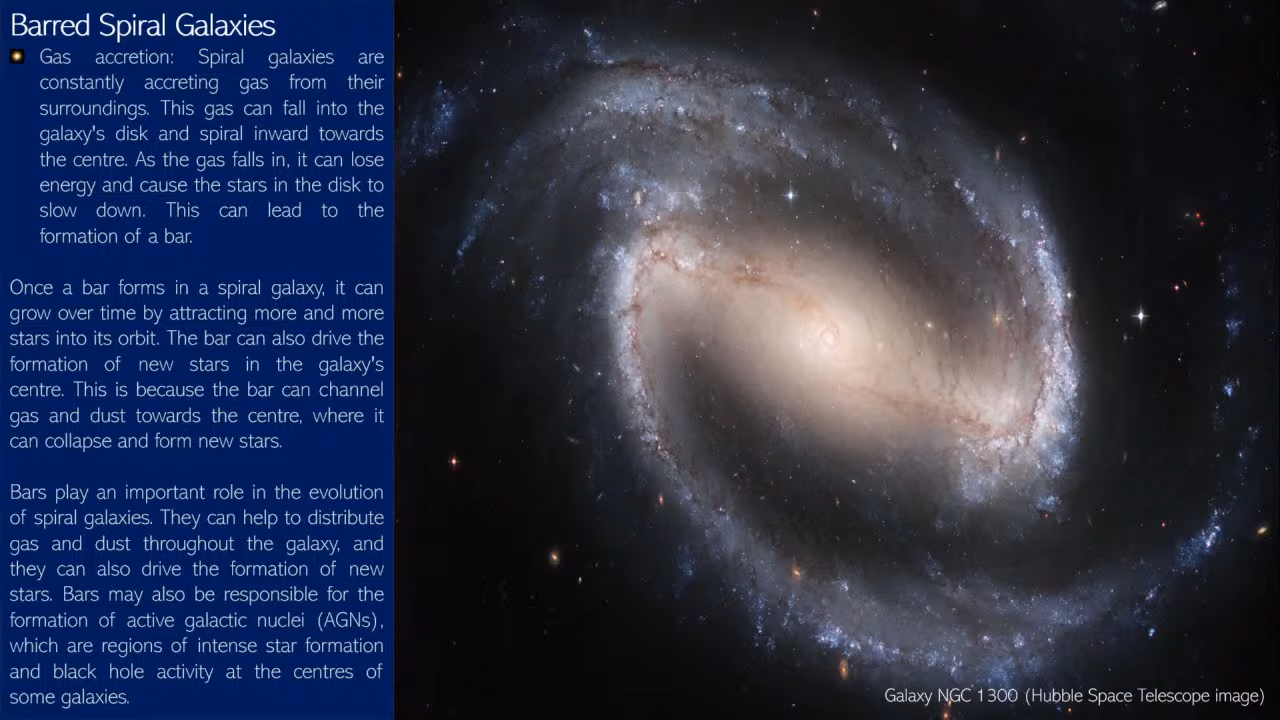 Barred Spiral Galaxies
Gas accretion: Spiral galaxies are
constantly accreting gas from their
surroundings. This gas can fall into the
galaxy's disk and spiral inward towards
the centre. As the gas falls in, it can lose
energy and cause the stars in the disk to
slow down. This can lead to the
formation of a bar.
Once a bar forms in a spiral galaxy, it can
grow over time by attracting more and more
stars into its orbit. The bar can also drive the
formation of new stars in the galaxy's
centre. This is because the bar can channel
gas and dust towards the centre, where it
can collapse and form new stars.
Bars play an important role in the evolution
of spiral galaxies. They can help to distribute
gas and dust throughout the galaxy, and
they can also drive the formation of new
stars. Bars may also be responsible for the
formation of active galactic nuclei (AGNs),
which are regions of intense star formation
and black hole activity at the centres of
some galaxies.
Galaxy NGC 1300 (Hubble Space Telescope image)